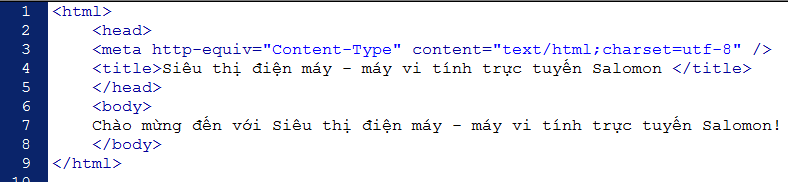 1 <html>
2 <head>
3 <meta http-equiv="Content-Type" content="text/html;charset=utf-8" />
4 <title>Siêu thị điện máy - máy vi tính trực tuyến Salomon </title>
5 </head>
6 <body>
7 Chào mừng đến với Siêu thị điện máy - máy vi tính trực tuyến Salomon!
8 </body>
9 </html>
10